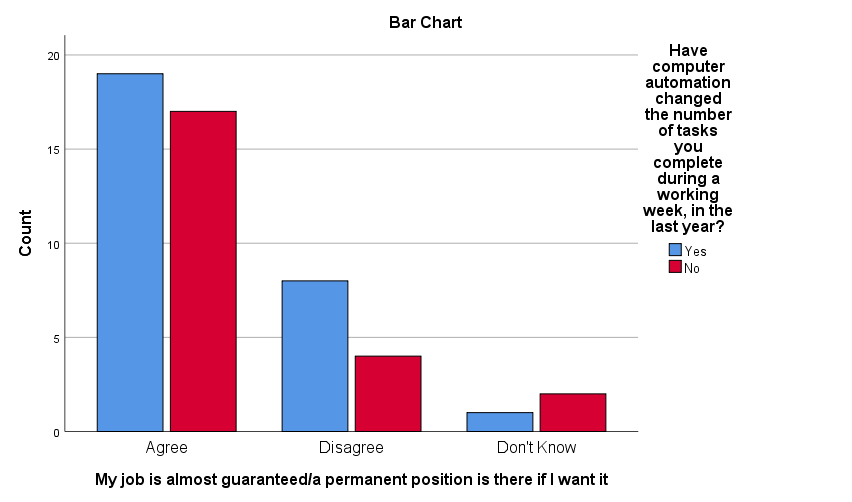 Bar Chart
20
15
10
5
0
Count
Agree
Disagree
Don't Know
My job is almost guaranteed/a permanent position is there if I want it
Have
computer
automation
changed
the number
of tasks
you
complete
during a
working
week, in the
last year?
Yes
No